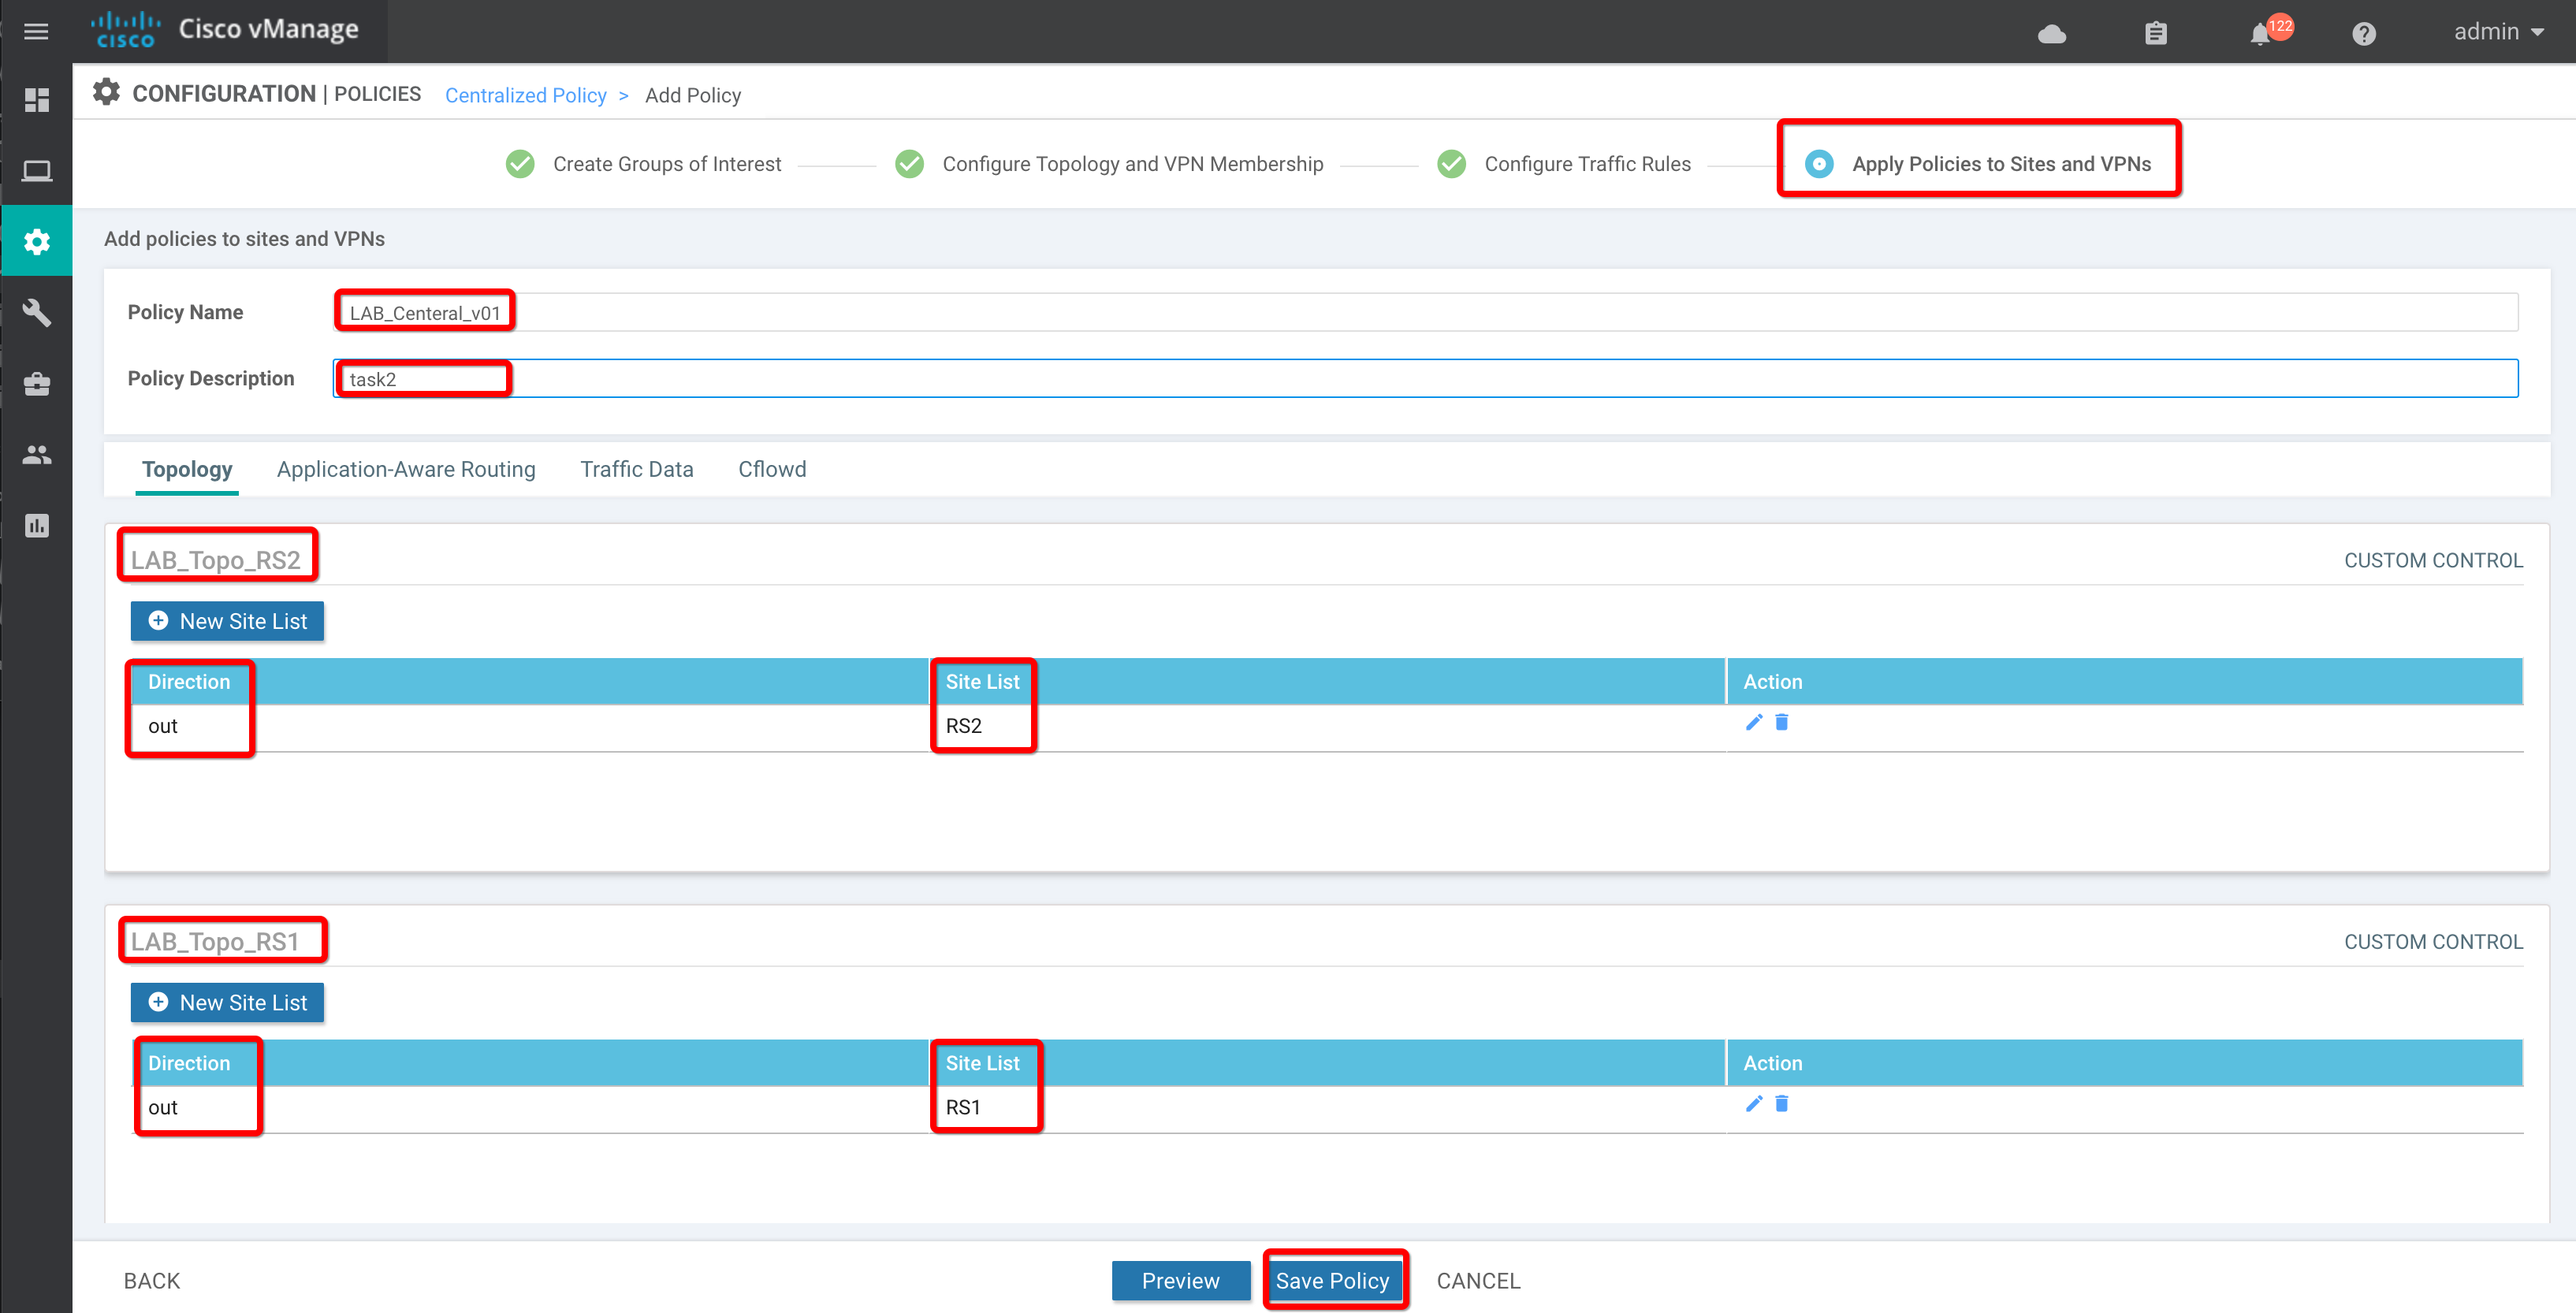 cisco Cisco vManage 122 admin
CONFIGURATION | POLICIES Centralized Policy > Add Policy
Create Groups of Interest Configure Topology and VPN Membership Configure Traffic Rules Apply Policies to Sites and VPNs
Add policies to sites and VPNs
Policy Name LAB_Centeral_v01
Policy Description task2
Topology Application-Aware Routing Traffic Data Cflowd
LAB_Topo_RS2 CUSTOM CONTROL
New Site List
Direction Site List Action
out RS2
LAB_Topo_RS1 CUSTOM CONTROL
New Site List
Direction Site List Action
out RS1
BACK Preview Save Policy CANCEL